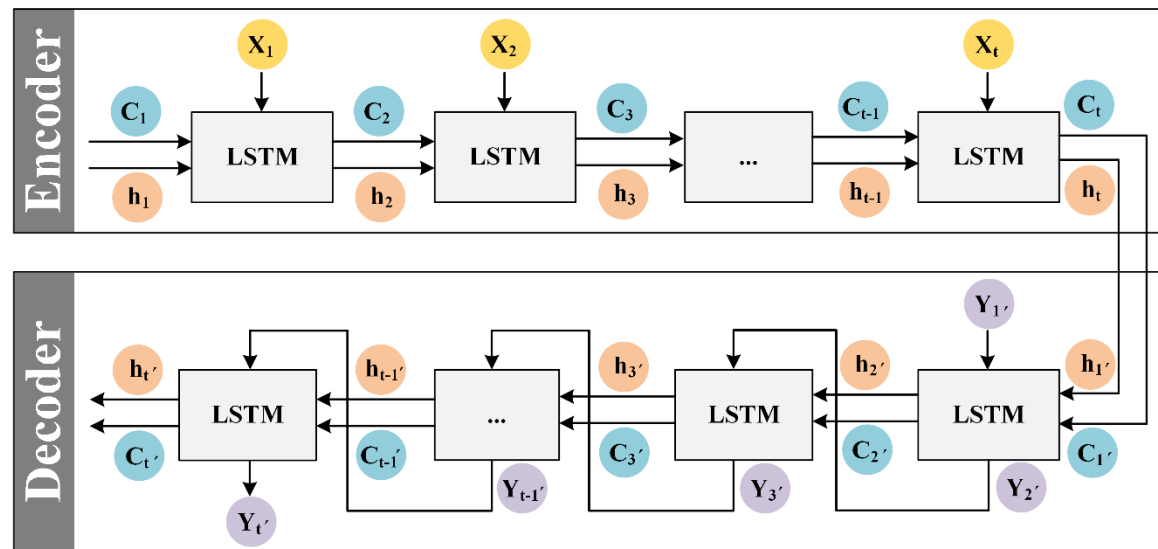 Encoder
X₁ X₂ Xₜ
C₁ C₂ C₃ Cₜ₋₁ Cₜ
LSTM LSTM ... LSTM
h₁ h₂ h₃ hₜ₋₁ hₜ
Decoder
Y₁′
hₜ′ hₜ₋₁′ h₃′ h₂′ h₁′
LSTM ... LSTM LSTM
Cₜ′ Cₜ₋₁′ C₃′ C₂′ C₁′
Yₜ′ Yₜ₋₁′ Y₃′ Y₂′